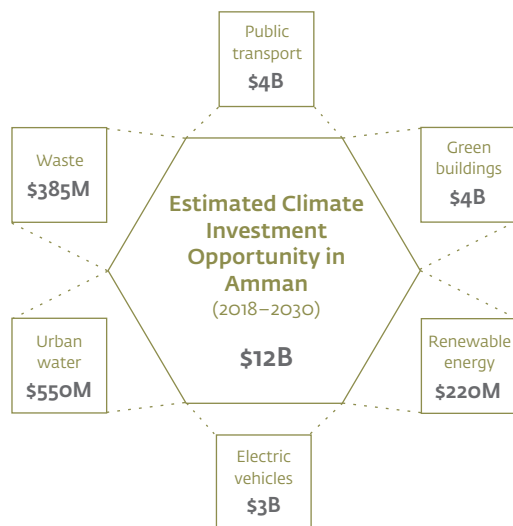 Public
transport
$4B
Waste
$385M
Green
buildings
$4B
Estimated Climate
Investment
Opportunity in
Amman
(2018–2030)
$12B
Urban
water
$550M
Renewable
energy
$220M
Electric
vehicles
$3B